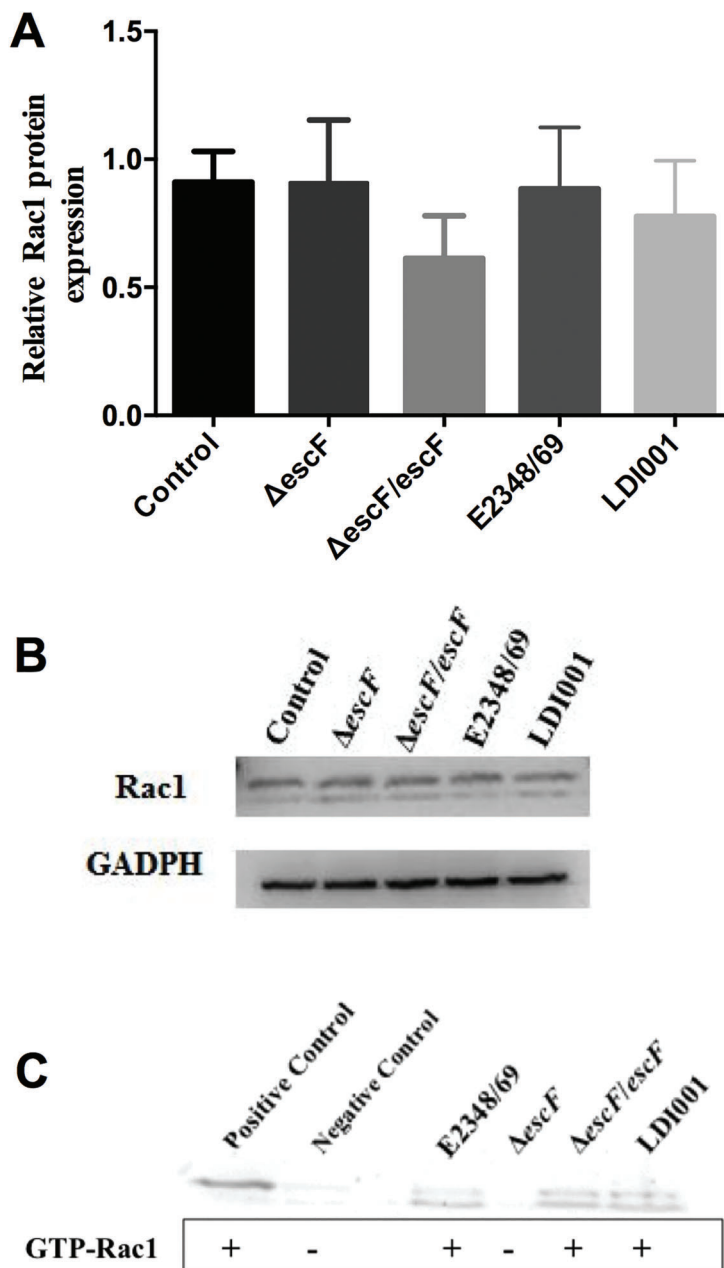 A
1.5
1.0
0.5
0.0
Relative Rac1 protein
expression
Control
ΔescF
ΔescF/escF
E2348/69
LDI001
B
Control
ΔescF
ΔescF/escF
E2348/69
LDI001
Rac1
GADPH
C
Positive Control
Negative Control
E2348/69
ΔescF
ΔescF/escF
LDI001
GTP-Rac1 + - + - + +